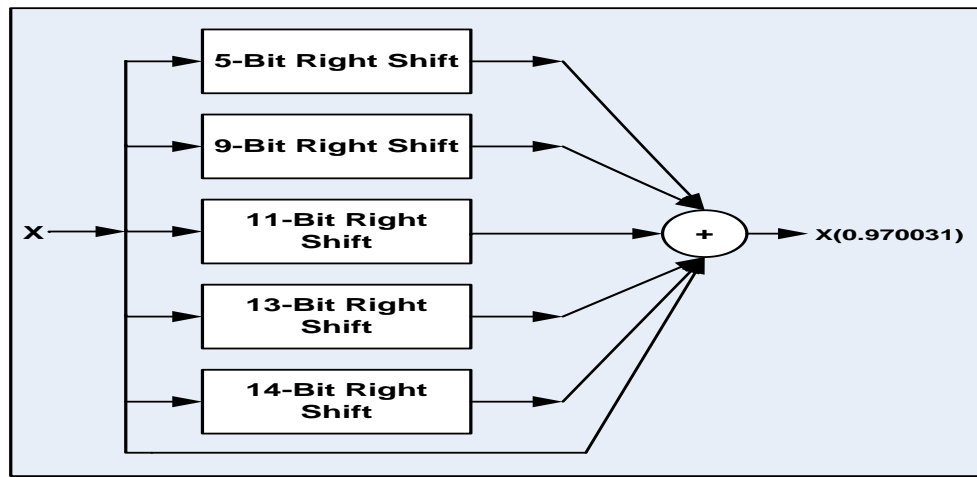 5-Bit Right Shift
9-Bit Right Shift
11-Bit Right
Shift
X
+
X(0.970031)
13-Bit Right
Shift
14-Bit Right
Shift